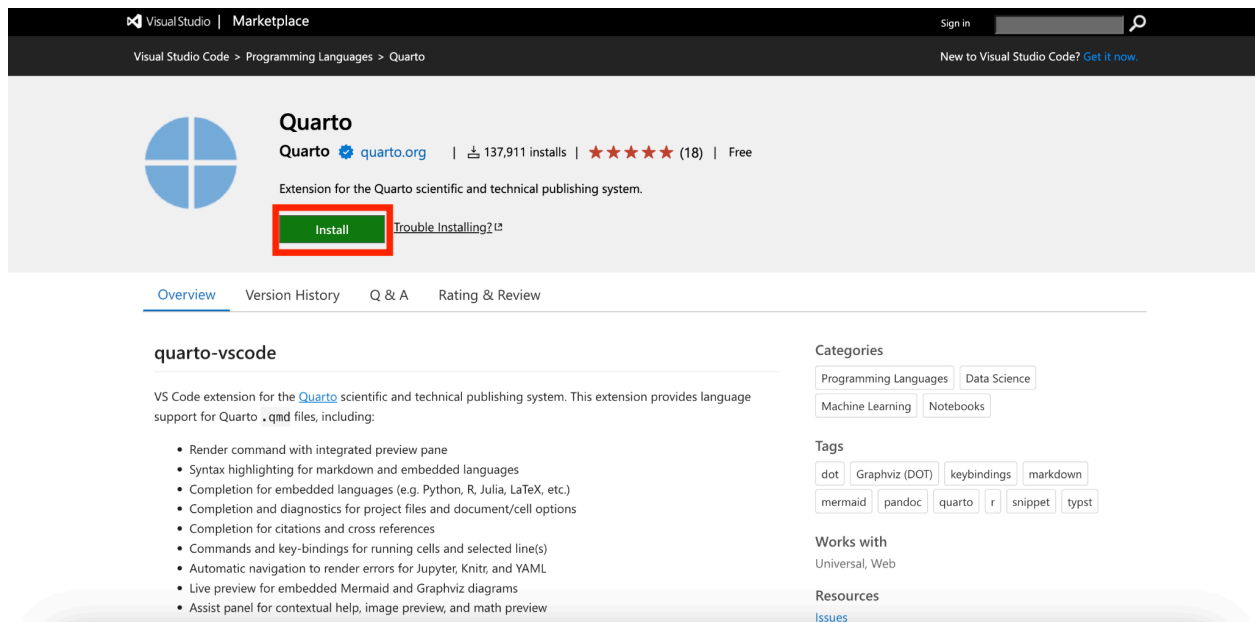 Visual Studio | Marketplace
Sign in
Visual Studio Code > Programming Languages > Quarto
New to Visual Studio Code? Get it now.
Quarto
Quarto quarto.org | 137,911 installs | (18) | Free
Extension for the Quarto scientific and technical publishing system.
Install Trouble Installing?
Overview Version History Q & A Rating & Review
quarto-vscode
VS Code extension for the Quarto scientific and technical publishing system. This extension provides language
support for Quarto .qmd files, including:
• Render command with integrated preview pane
• Syntax highlighting for markdown and embedded languages
• Completion for embedded languages (e.g. Python, R, Julia, LaTeX, etc.)
• Completion and diagnostics for project files and document/cell options
• Completion for citations and cross references
• Commands and key-bindings for running cells and selected line(s)
• Automatic navigation to render errors for Jupyter, Knitr, and YAML
• Live preview for embedded Mermaid and Graphviz diagrams
• Assist panel for contextual help, image preview, and math preview
Categories
Programming Languages Data Science
Machine Learning Notebooks
Tags
dot Graphviz (DOT) keybindings markdown
mermaid pandoc quarto r snippet typst
Works with
Universal, Web
Resources
Issues